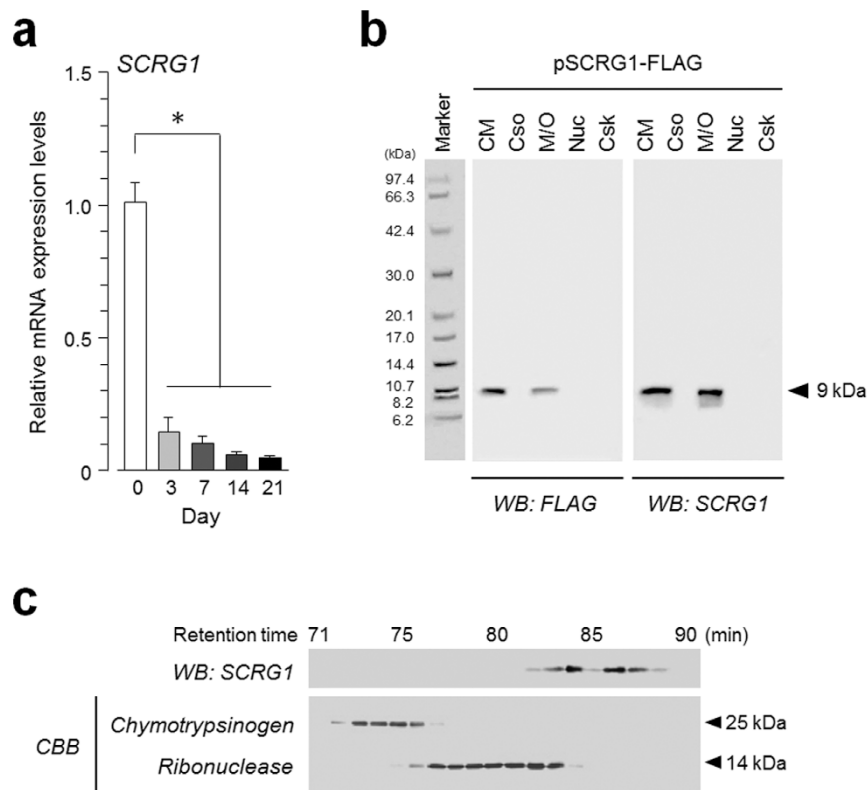 a
SCRG1
Relative mRNA expression levels
1.5
1.0
0.5
0
*
0 3 7 14 21
Day
b
pSCRG1-FLAG
Marker CM Cso M/O Nuc Csk CM Cso M/O Nuc Csk
(kDa)
97.4
66.3
42.4
30.0
20.1
17.0
14.4
10.7
8.2
6.2
9 kDa
WB: FLAG WB: SCRG1
c
Retention time 71 75 80 85 90 (min)
WB: SCRG1
CBB
Chymotrypsinogen 25 kDa
Ribonuclease 14 kDa